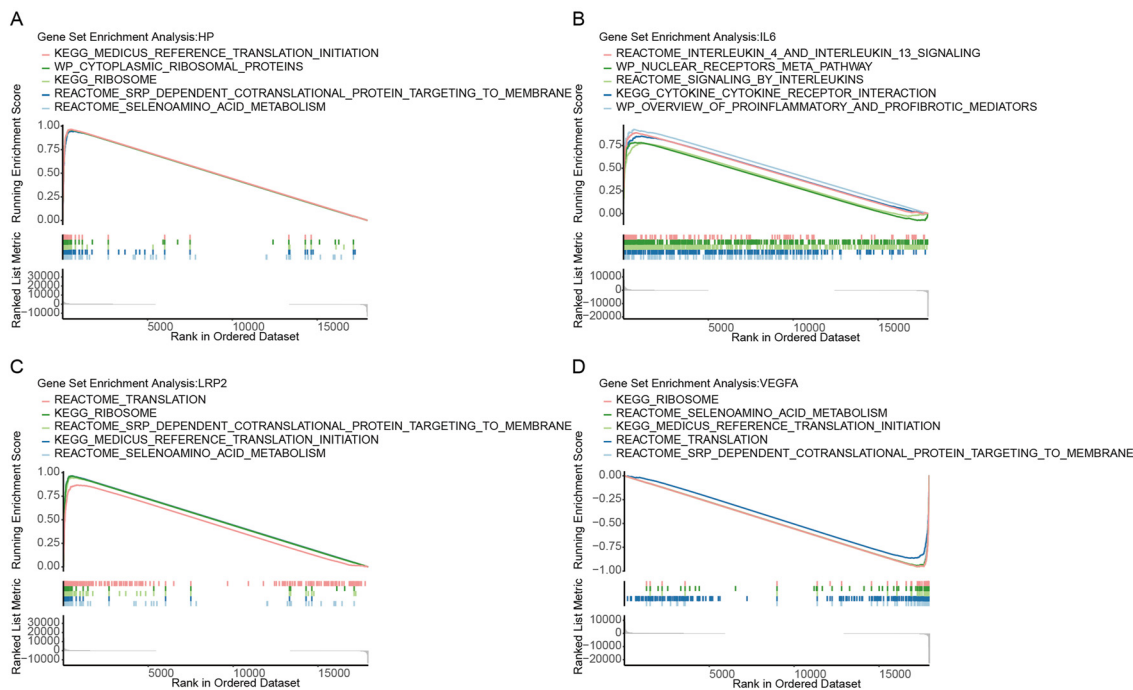 A
Gene Set Enrichment Analysis:HP
KEGG_MEDICUS_REFERENCE_TRANSLATION_INITIATION
WP_CYTOPLASMIC_RIBOSOMAL_PROTEINS
KEGG_RIBOSOME
REACTOME_SRP_DEPENDENT_COTRANSLATIONAL_PROTEIN_TARGETING_TO_MEMBRANE
REACTOME_SELENOAMINO_ACID_METABOLISM
Running Enrichment Score
1.00
0.75
0.50
0.25
0.00
Ranked List Metric
30000
20000
10000
0
−10000
5000 10000 15000
Rank in Ordered Dataset
B
Gene Set Enrichment Analysis:IL6
REACTOME_INTERLEUKIN_4_AND_INTERLEUKIN_13_SIGNALING
WP_NUCLEAR_RECEPTORS_META_PATHWAY
REACTOME_SIGNALING_BY_INTERLEUKINS
KEGG_CYTOKINE_CYTOKINE_RECEPTOR_INTERACTION
WP_OVERVIEW_OF_PROINFLAMMATORY_AND_PROFIBROTIC_MEDIATORS
Running Enrichment Score
0.75
0.50
0.25
0.00
Ranked List Metric
10000
0
−10000
−20000
5000 10000 15000
Rank in Ordered Dataset
C
Gene Set Enrichment Analysis:LRP2
REACTOME_TRANSLATION
KEGG_RIBOSOME
REACTOME_SRP_DEPENDENT_COTRANSLATIONAL_PROTEIN_TARGETING_TO_MEMBRANE
KEGG_MEDICUS_REFERENCE_TRANSLATION_INITIATION
REACTOME_SELENOAMINO_ACID_METABOLISM
Running Enrichment Score
1.00
0.75
0.50
0.25
0.00
Ranked List Metric
30000
20000
10000
0
−10000
5000 10000 15000
Rank in Ordered Dataset
D
Gene Set Enrichment Analysis:VEGFA
KEGG_RIBOSOME
REACTOME_SELENOAMINO_ACID_METABOLISM
KEGG_MEDICUS_REFERENCE_TRANSLATION_INITIATION
REACTOME_TRANSLATION
REACTOME_SRP_DEPENDENT_COTRANSLATIONAL_PROTEIN_TARGETING_TO_MEMBRANE
Running Enrichment Score
0.00
−0.25
−0.50
−0.75
−1.00
Ranked List Metric
10000
0
−10000
−20000
5000 10000 15000
Rank in Ordered Dataset